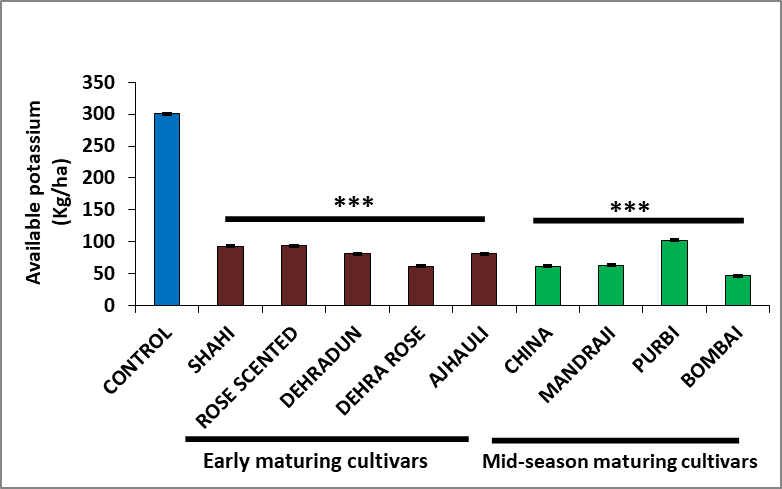 Available potassium
(Kg/ha)
350
300
250
200
150
100
50
0
***
***
CONTROL
SHAHI
ROSE SCENTED
DEHRADUN
DEHRA ROSE
AJHAULI
CHINA
MANDRAJI
PURBI
BOMBAI
Early maturing cultivars
Mid-season maturing cultivars